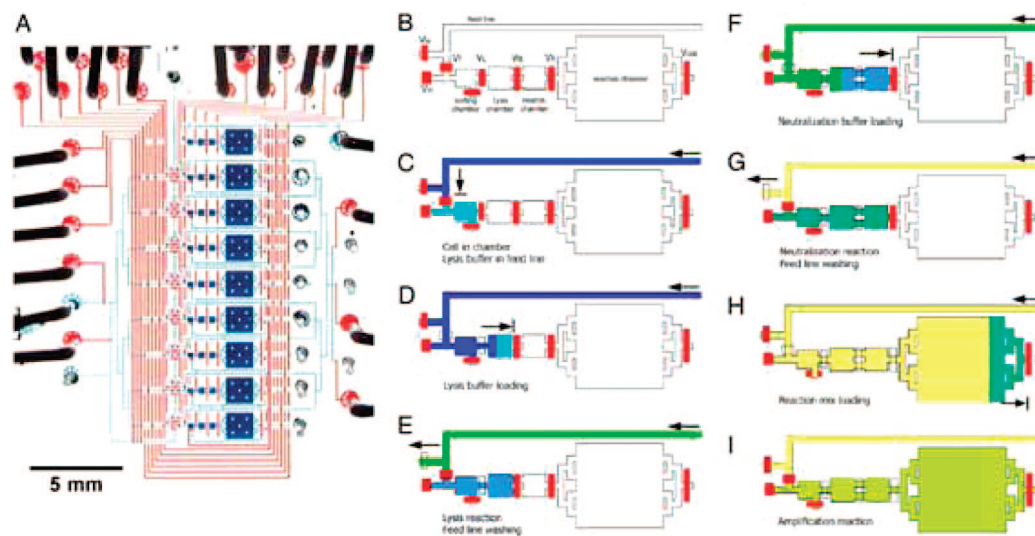 A
5 mm
B
feed line
sorting
chamber
lysis
chamber
neutral.
chamber
reaction chamber
C
Cell in chamber
Lysis buffer in feed line
D
Lysis buffer loading
E
Lysis reaction
Feed line washing
F
Neutralization buffer loading
G
Neutralization reaction
Feed line washing
H
Reaction mix loading
I
Amplification reaction